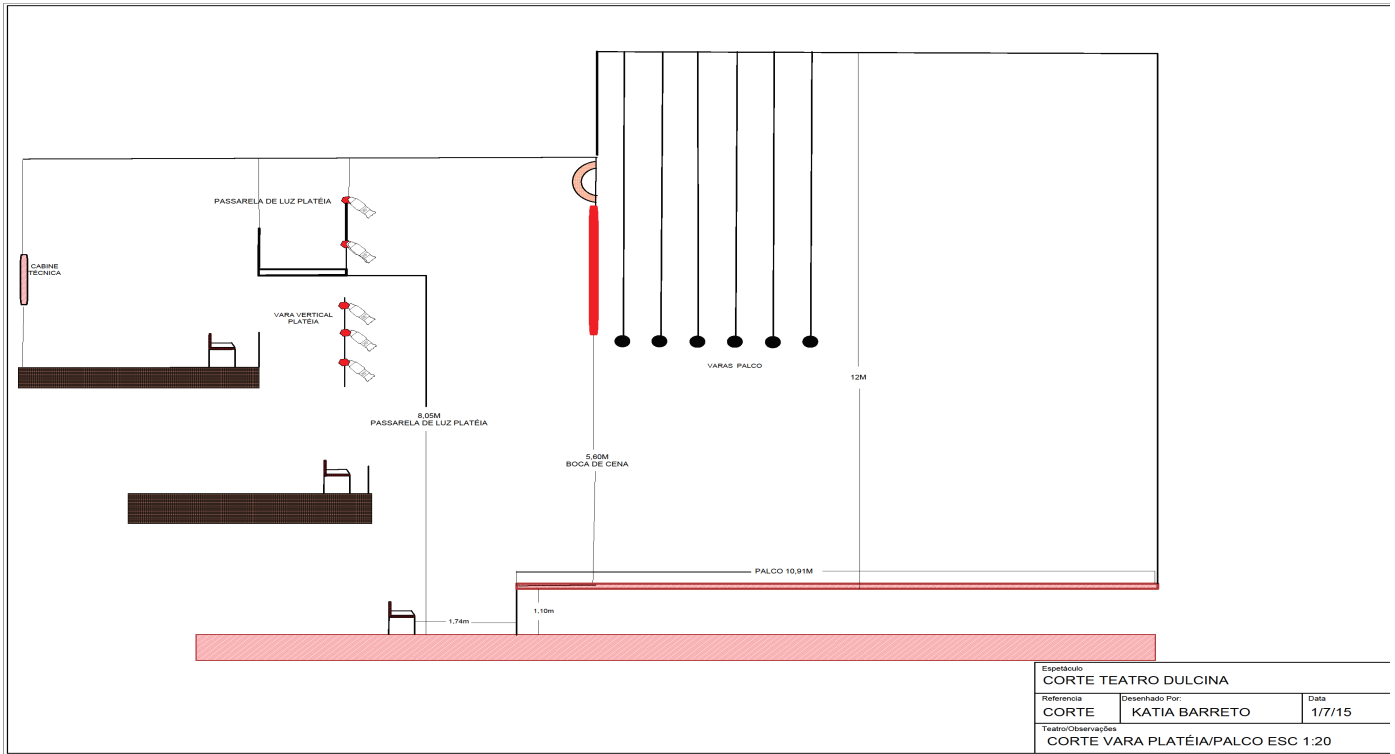 PASSARELA DE LUZ PLATÉIA
CABINE
TÉCNICA
VARA VERTICAL
PLATÉIA
VARAS PALCO
12M
8,05M
PASSARELA DE LUZ PLATÉIA
5,60M
BOCA DE CENA
PALCO 10,91M
1,10m
1,74m
Espetáculo
CORTE TEATRO DULCINA
Referencia
CORTE
Desenhado Por:
KATIA BARRETO
Data
1/7/15
Teatro/Observações
CORTE VARA PLATÉIA/PALCO ESC 1:20